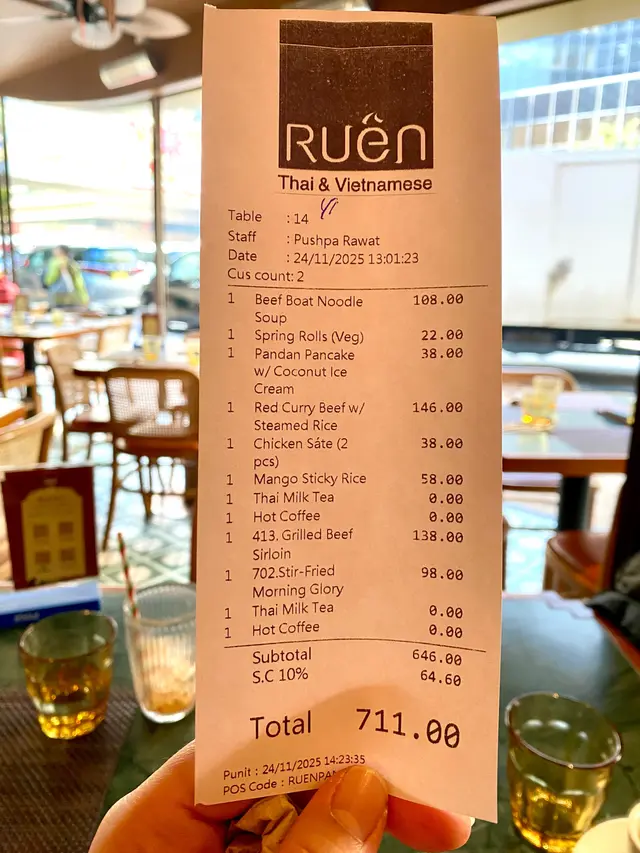 RUÊN
Thai & Vietnamese
Table : 14
Staff : Pushpa Rawat
Date : 24/11/2025 13:01:23
Cus count: 2
1 Beef Boat Noodle 108.00
Soup
1 Spring Rolls (Veg) 22.00
1 Pandan Pancake 38.00
w/ Coconut Ice
Cream
1 Red Curry Beef w/ 146.00
Steamed Rice
1 Chicken Sáte (2 38.00
pcs)
1 Mango Sticky Rice 58.00
1 Thai Milk Tea 0.00
1 Hot Coffee 0.00
1 413. Grilled Beef 138.00
Sirloin
1 702.Stir-Fried 98.00
Morning Glory
1 Thai Milk Tea 0.00
1 Hot Coffee 0.00
Subtotal 646.00
S.C 10% 64.60
Total 711.00
Punit : 24/11/2025 14:23:35
POS Code :